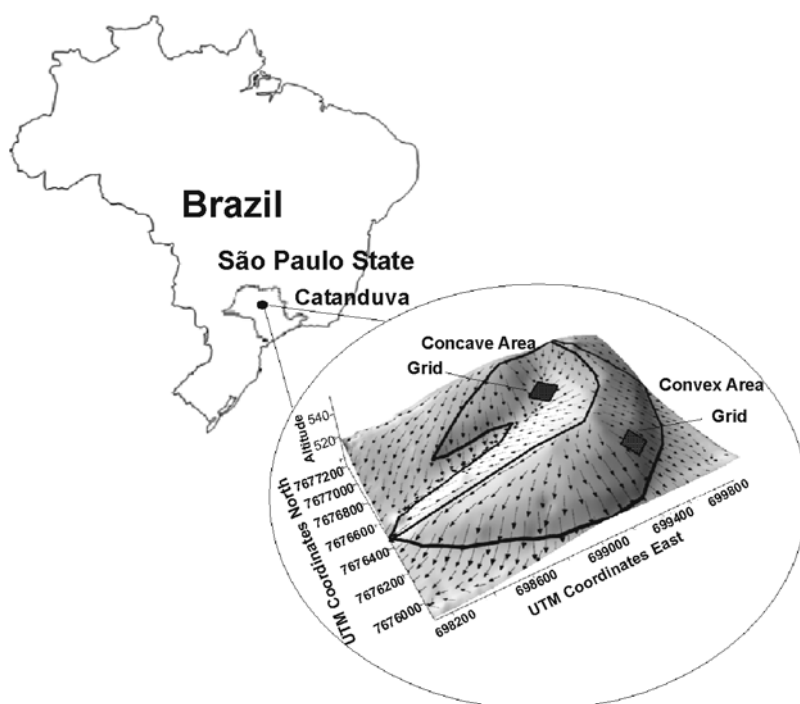 Brazil
São Paulo State
Catanduva
Concave Area
Grid
Convex Area
Grid
Altitude
540
520
UTM Coordinates North
7677200
7677000
7676800
7676600
7676400
7676200
7676000
698200
698600
699000
699400
699800
UTM Coordinates East